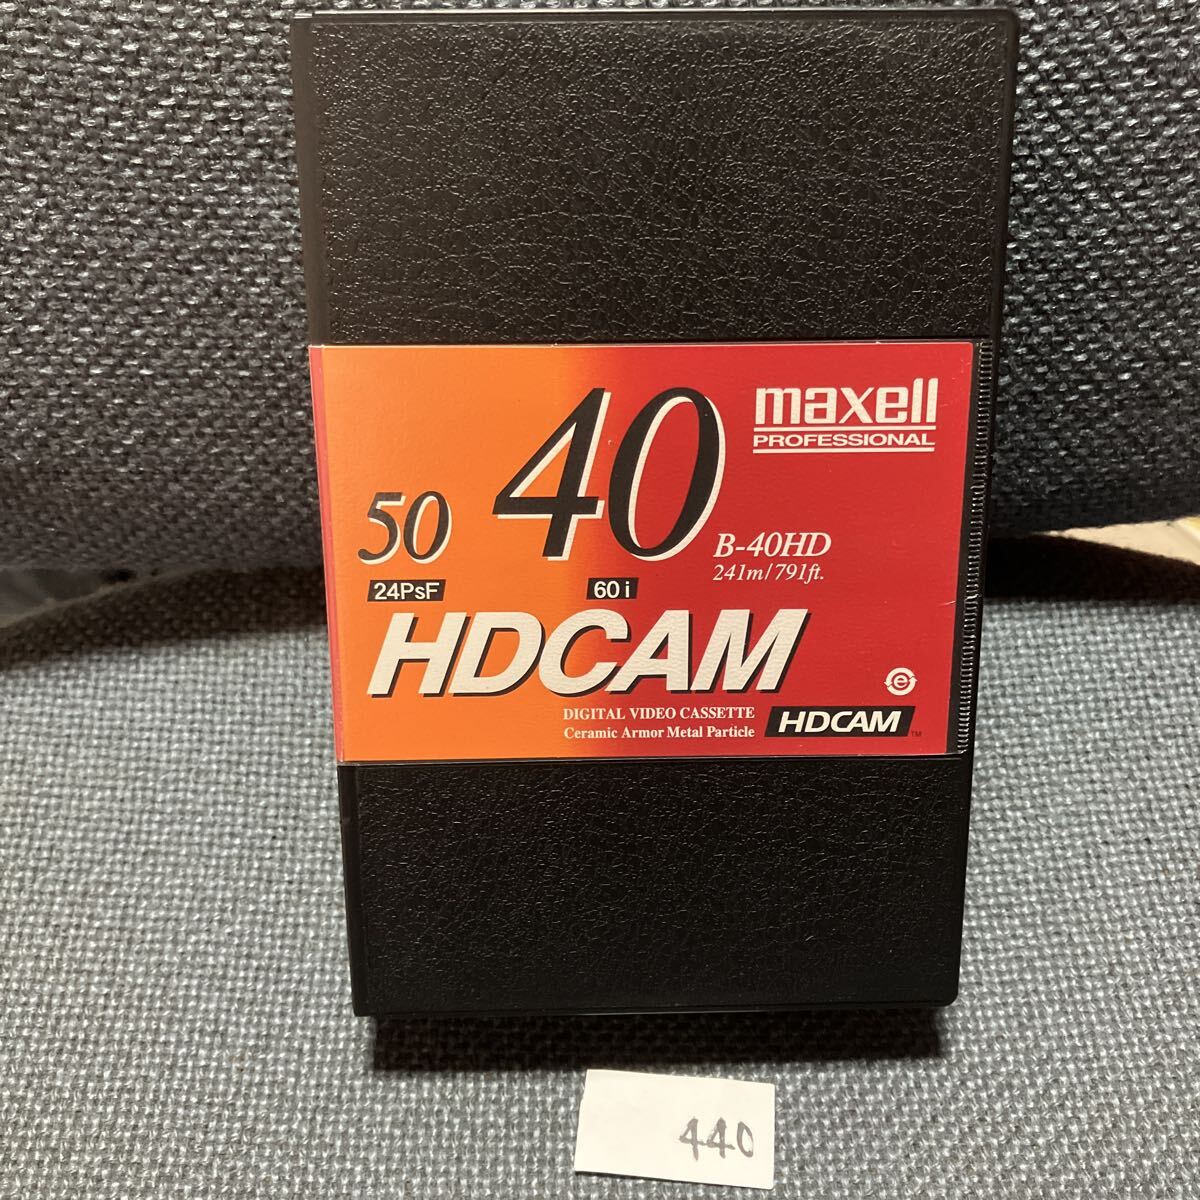 maxell
PROFESSIONAL
50 40
B-40HD
241m/791ft.
24PsF 60i
HDCAM
e
DIGITAL VIDEO CASSETTE
Ceramic Armor Metal Particle
HDCAM TM
440